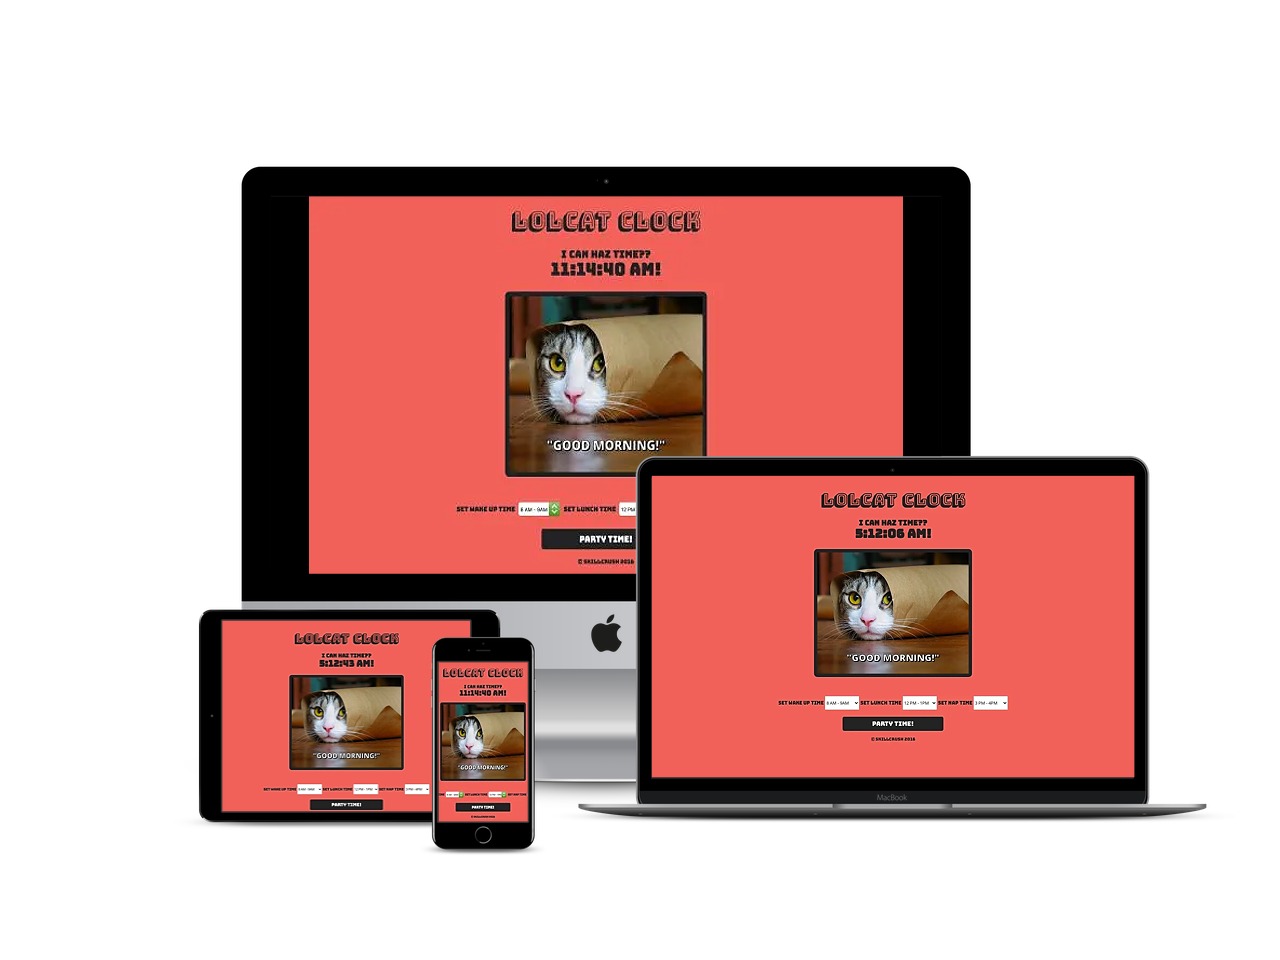 LOLCAT CLOCK
I CAN HAZ TIME??
11:14:40 AM!
"GOOD MORNING!"
SET WAKE UP TIME 8 AM - 9AM SET LUNCH TIME 12 PM
PARTY TIME!
© SKILLCRUSH 2016
LOLCAT CLOCK
I CAN HAZ TIME??
5:12:06 AM!
"GOOD MORNING!"
SET WAKE UP TIME 8 AM - 9AM SET LUNCH TIME 12 PM - 1PM SET NAP TIME 3 PM - 4PM
PARTY TIME!
© SKILLCRUSH 2016
MacBook
LOLCAT CLOCK
I CAN HAZ TIME??
5:12:43 AM!
"GOOD MORNING!"
SET WAKE UP TIME 8 AM - 9AM SET LUNCH TIME 12 PM - 1PM SET NAP TIME 3 PM - 4PM
PARTY TIME!
LOLCAT CLOCK
I CAN HAZ TIME??
11:14:40 AM!
"GOOD MORNING!"
SET LUNCH TIME
PARTY TIME!
© SKILLCRUSH 2016